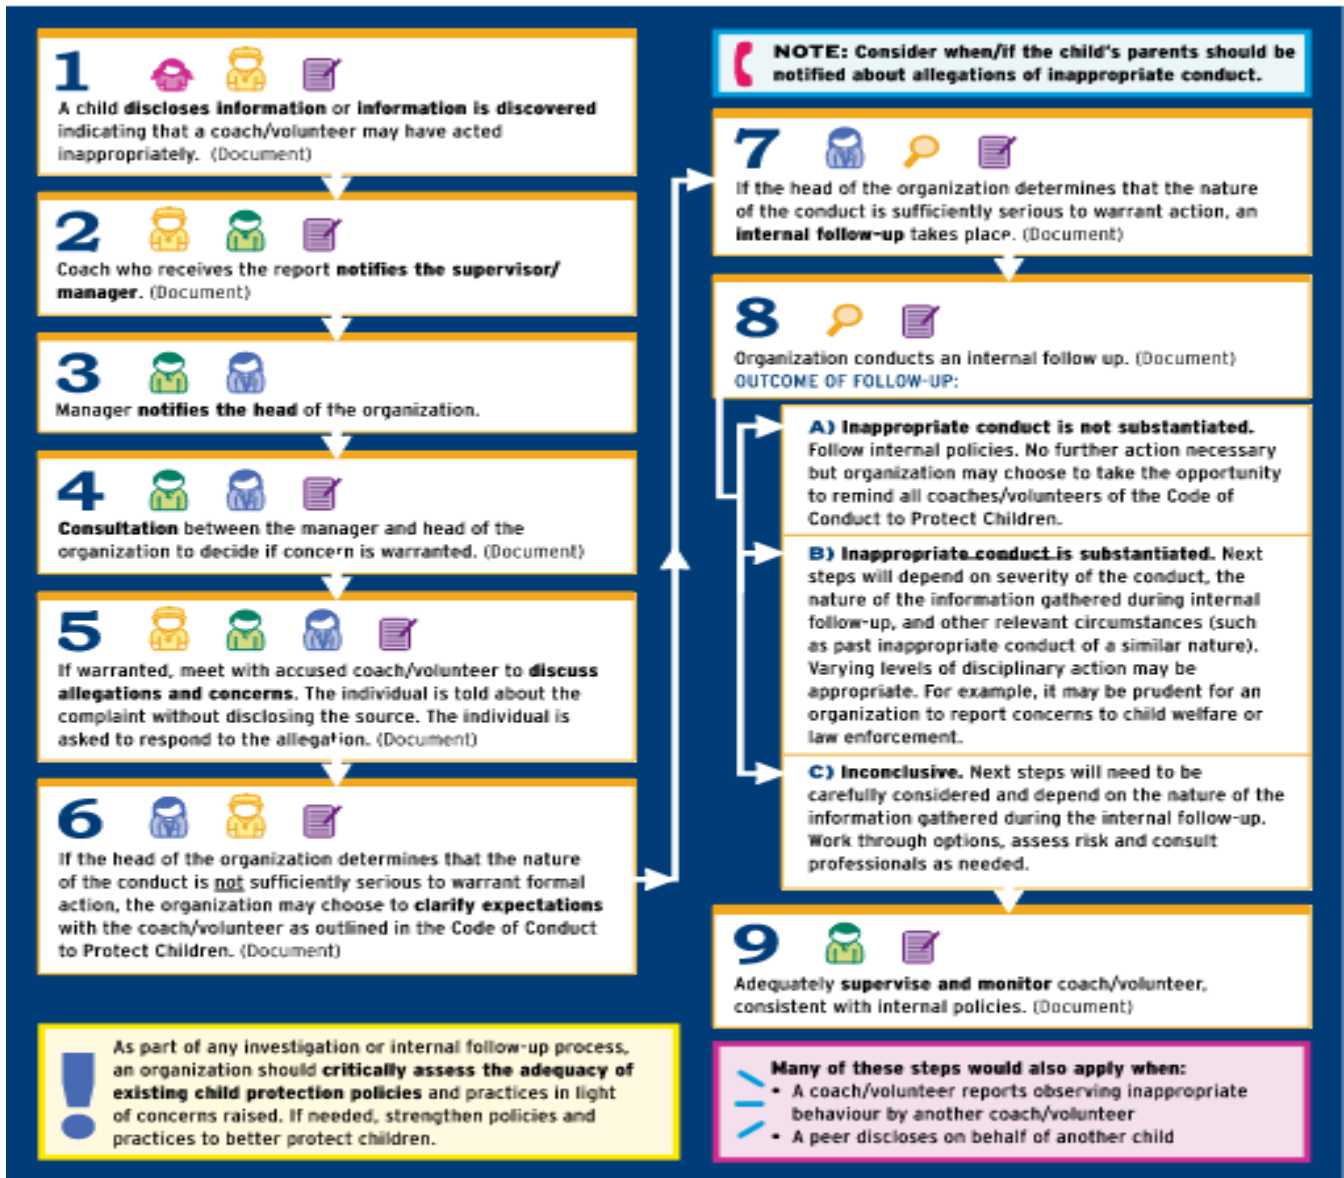 1
A child discloses information or information is discovered
indicating that a coach/volunteer may have acted
inappropriately. (Document)
2
Coach who receives the report notifies the supervisor/
manager. (Document)
3
Manager notifies the head of the organization.
4
Consultation between the manager and head of the
organization to decide if concern is warranted. (Document)
5
If warranted, meet with accused coach/volunteer to discuss
allegations and concerns. The individual is told about the
complaint without disclosing the source. The individual is
asked to respond to the allegation. (Document)
6
If the head of the organization determines that the nature
of the conduct is not sufficiently serious to warrant formal
action, the organization may choose to clarify expectations
with the coach/volunteer as outlined in the Code of Conduct
to Protect Children. (Document)
As part of any investigation or internal follow-up process,
an organization should critically assess the adequacy of
existing child protection policies and practices in light
of concerns raised. If needed, strengthen policies and
practices to better protect children.
NOTE: Consider when/if the child's parents should be
notified about allegations of inappropriate conduct.
7
If the head of the organization determines that the nature
of the conduct is sufficiently serious to warrant action, an
internal follow-up takes place. (Document)
8
Organization conducts an internal follow up. (Document)
OUTCOME OF FOLLOW-UP:
A) Inappropriate conduct is not substantiated.
Follow internal policies. No further action necessary
but organization may choose to take the opportunity
to remind all coaches/volunteers of the Code of
Conduct to Protect Children.
B) Inappropriate conduct is substantiated. Next
steps will depend on severity of the conduct, the
nature of the information gathered during internal
follow-up, and other relevant circumstances (such
as past inappropriate conduct of a similar nature).
Varying levels of disciplinary action may be
appropriate. For example, it may be prudent for an
organization to report concerns to child welfare or
law enforcement.
C) Inconclusive. Next steps will need to be
carefully considered and depend on the nature of the
information gathered during the internal follow-up.
Work through options, assess risk and consult
professionals as needed.
9
Adequately supervise and monitor coach/volunteer,
consistent with internal policies. (Document)
Many of these steps would also apply when:
• A coach/volunteer reports observing inappropriate
behaviour by another coach/volunteer
• A peer discloses on behalf of another child